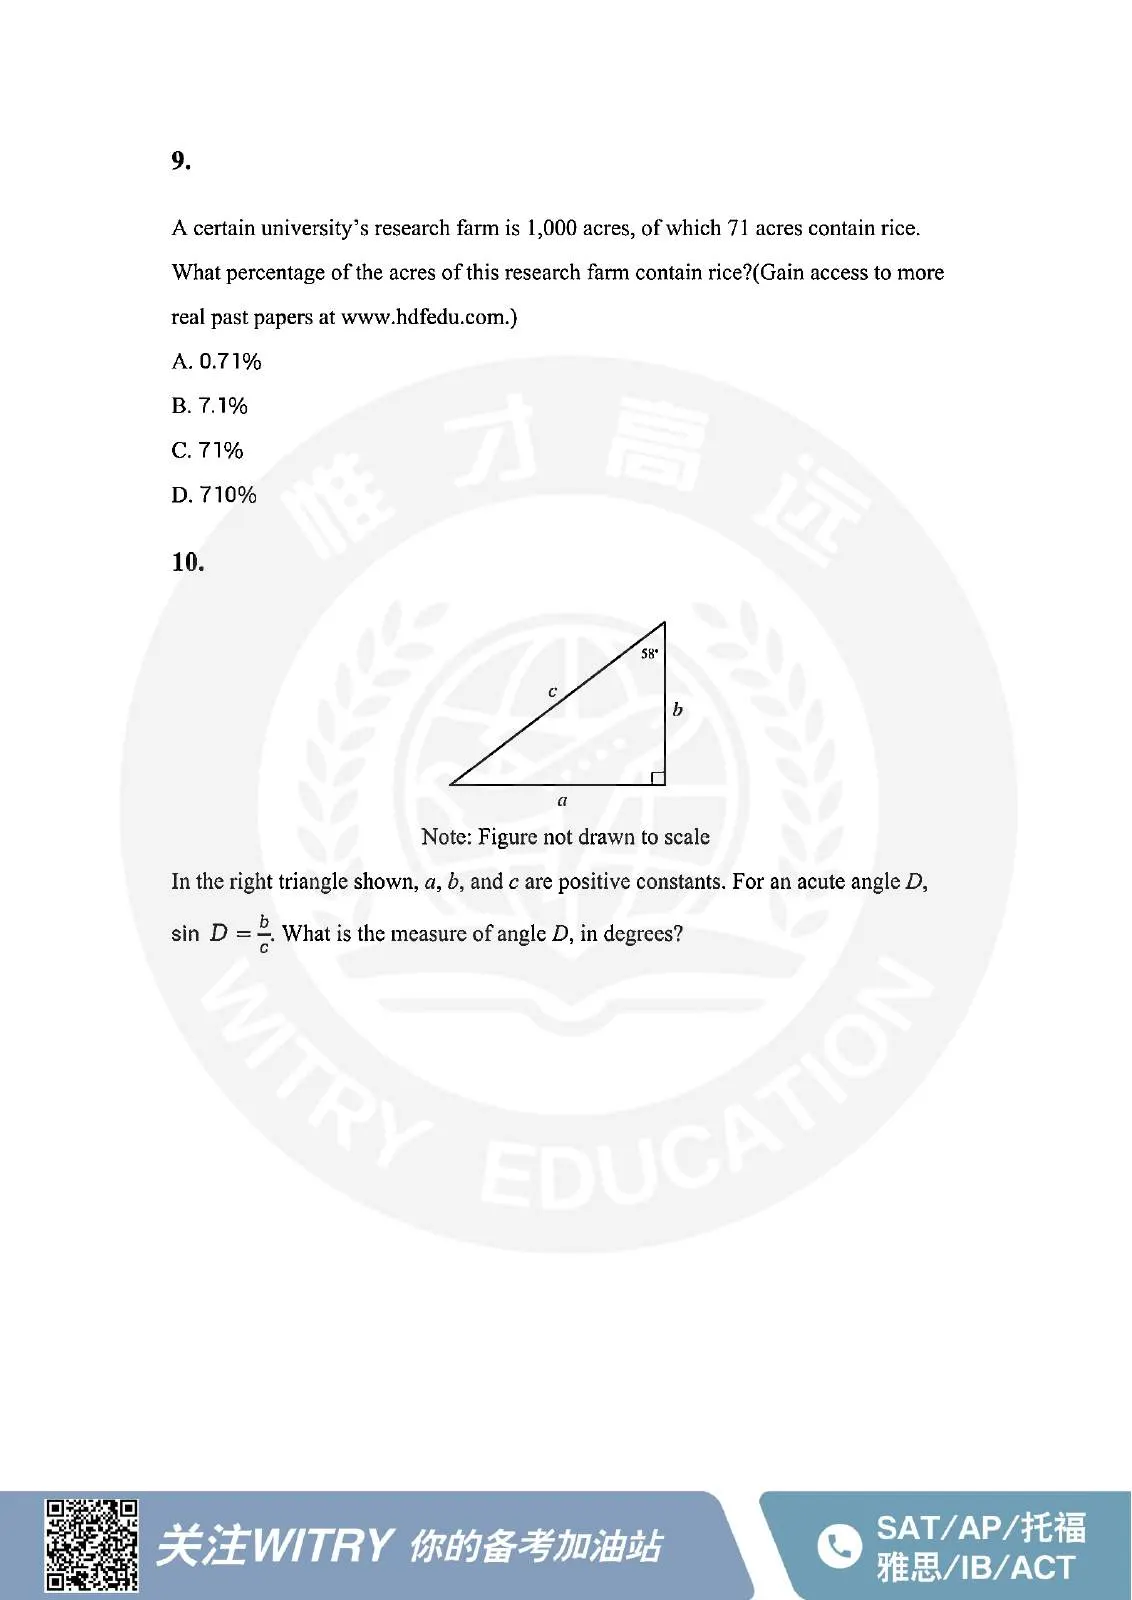 9.
A certain university's research farm is 1,000 acres, of which 71 acres contain rice.
What percentage of the acres of this research farm contain rice?(Gain access to more
real past papers at www.hdfedu.com.)
A. 0.71%
B. 7.1%
C. 71%
D. 710%
惟才高远
10.
58°
c
b
a
Note: Figure not drawn to scale
In the right triangle shown, a, b, and c are positive constants. For an acute angle D,
sin D = b/c. What is the measure of angle D, in degrees?
WITRY EDUCATION
关注WITRY 你的备考加油站
SAT/AP/托福
雅思/IB/ACT